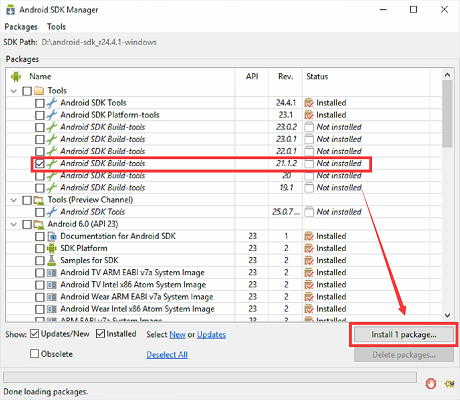 Android SDK Manager
Packages Tools
SDK Path: D:\android-sdk_r24.4.1-windows
Packages
Name API Rev. Status
Tools
Android SDK Tools 24.4.1 Installed
Android SDK Platform-tools 23.1 Installed
Android SDK Build-tools 23.0.2 Not installed
Android SDK Build-tools 23.0.1 Not installed
Android SDK Build-tools 22.0.1 Not installed
Android SDK Build-tools 21.1.2 Not installed
Android SDK Build-tools 20 Not installed
Android SDK Build-tools 19.1 Not installed
Tools (Preview Channel)
Android SDK Tools 25.0.7 ... Not installed
Android 6.0 (API 23)
Documentation for Android SDK 23 1 Installed
SDK Platform 23 2 Installed
Samples for SDK 23 2 Installed
Android TV ARM EABI v7a System Image 23 2 Installed
Android TV Intel x86 Atom System Image 23 2 Installed
Android Wear ARM EABI v7a System Image 23 2 Installed
Android Wear Intel x86 Atom System Image 23 2 Installed
ARM EABI v7a System Image 23 3 Installed
Show: Updates/New Installed Select New or Updates Install 1 package...
Obsolete Deselect All Delete packages...
Done loading packages.